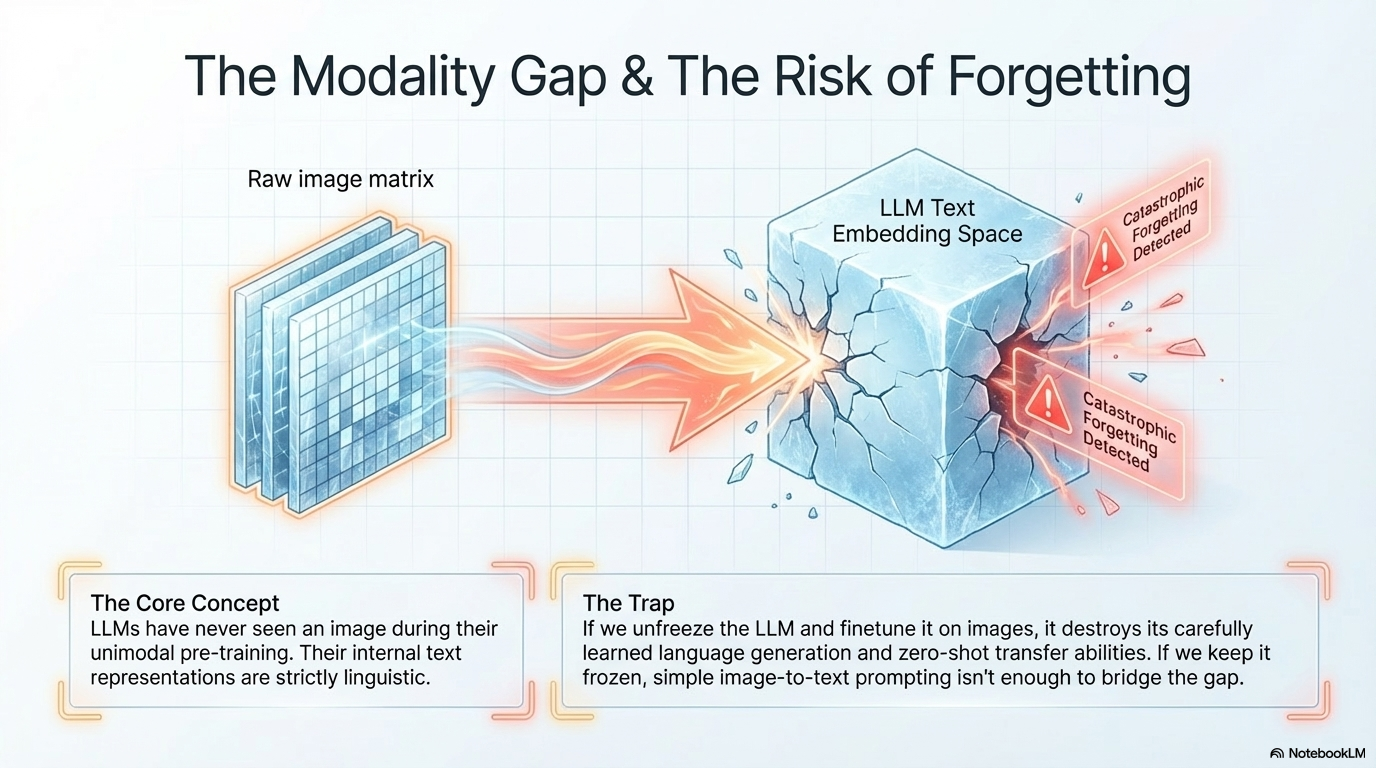 The Modality Gap & The Risk of Forgetting
Raw image matrix
LLM Text
Embedding Space
Catastrophic
Forgetting
Detected
Catastrophic
Forgetting
Detected
The Core Concept
LLMs have never seen an image during their
unimodal pre-training. Their internal text
representations are strictly linguistic.
The Trap
If we unfreeze the LLM and finetune it on images, it destroys its carefully
learned language generation and zero-shot transfer abilities. If we keep it
frozen, simple image-to-text prompting isn't enough to bridge the gap.
NotebookLM